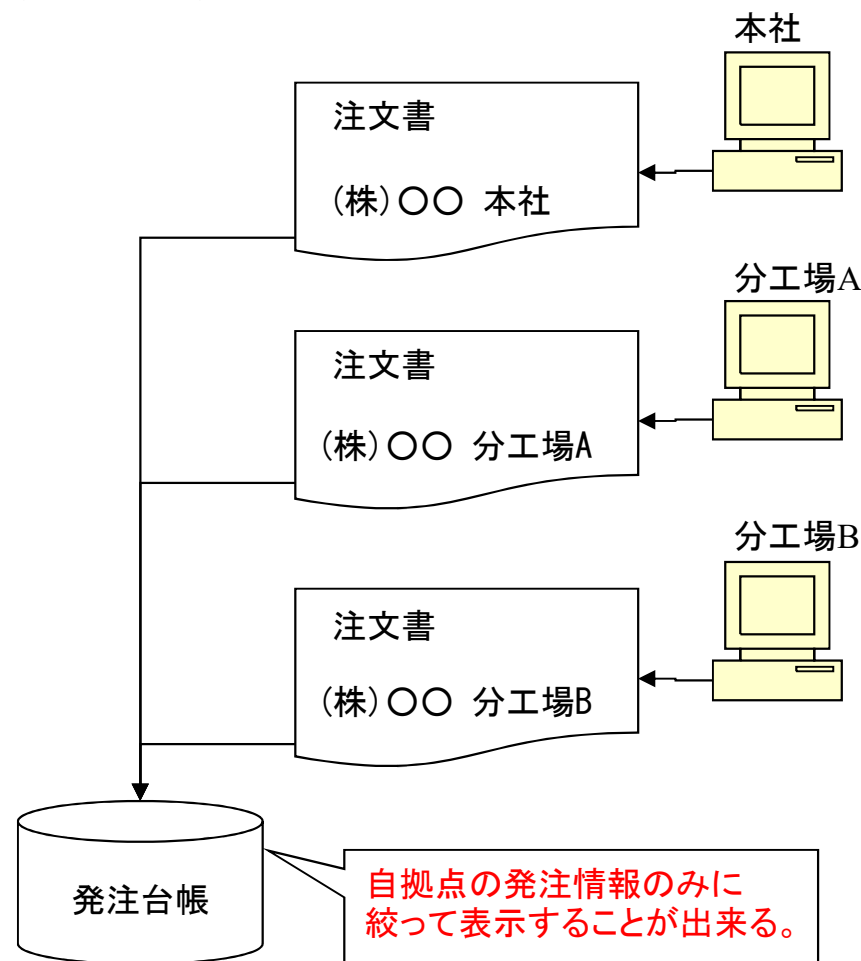 本社
注文書
(株)〇〇 本社
分工場A
注文書
(株)〇〇 分工場A
分工場B
注文書
(株)〇〇 分工場B
発注台帳
自拠点の発注情報のみに
絞って表示することが出来る。